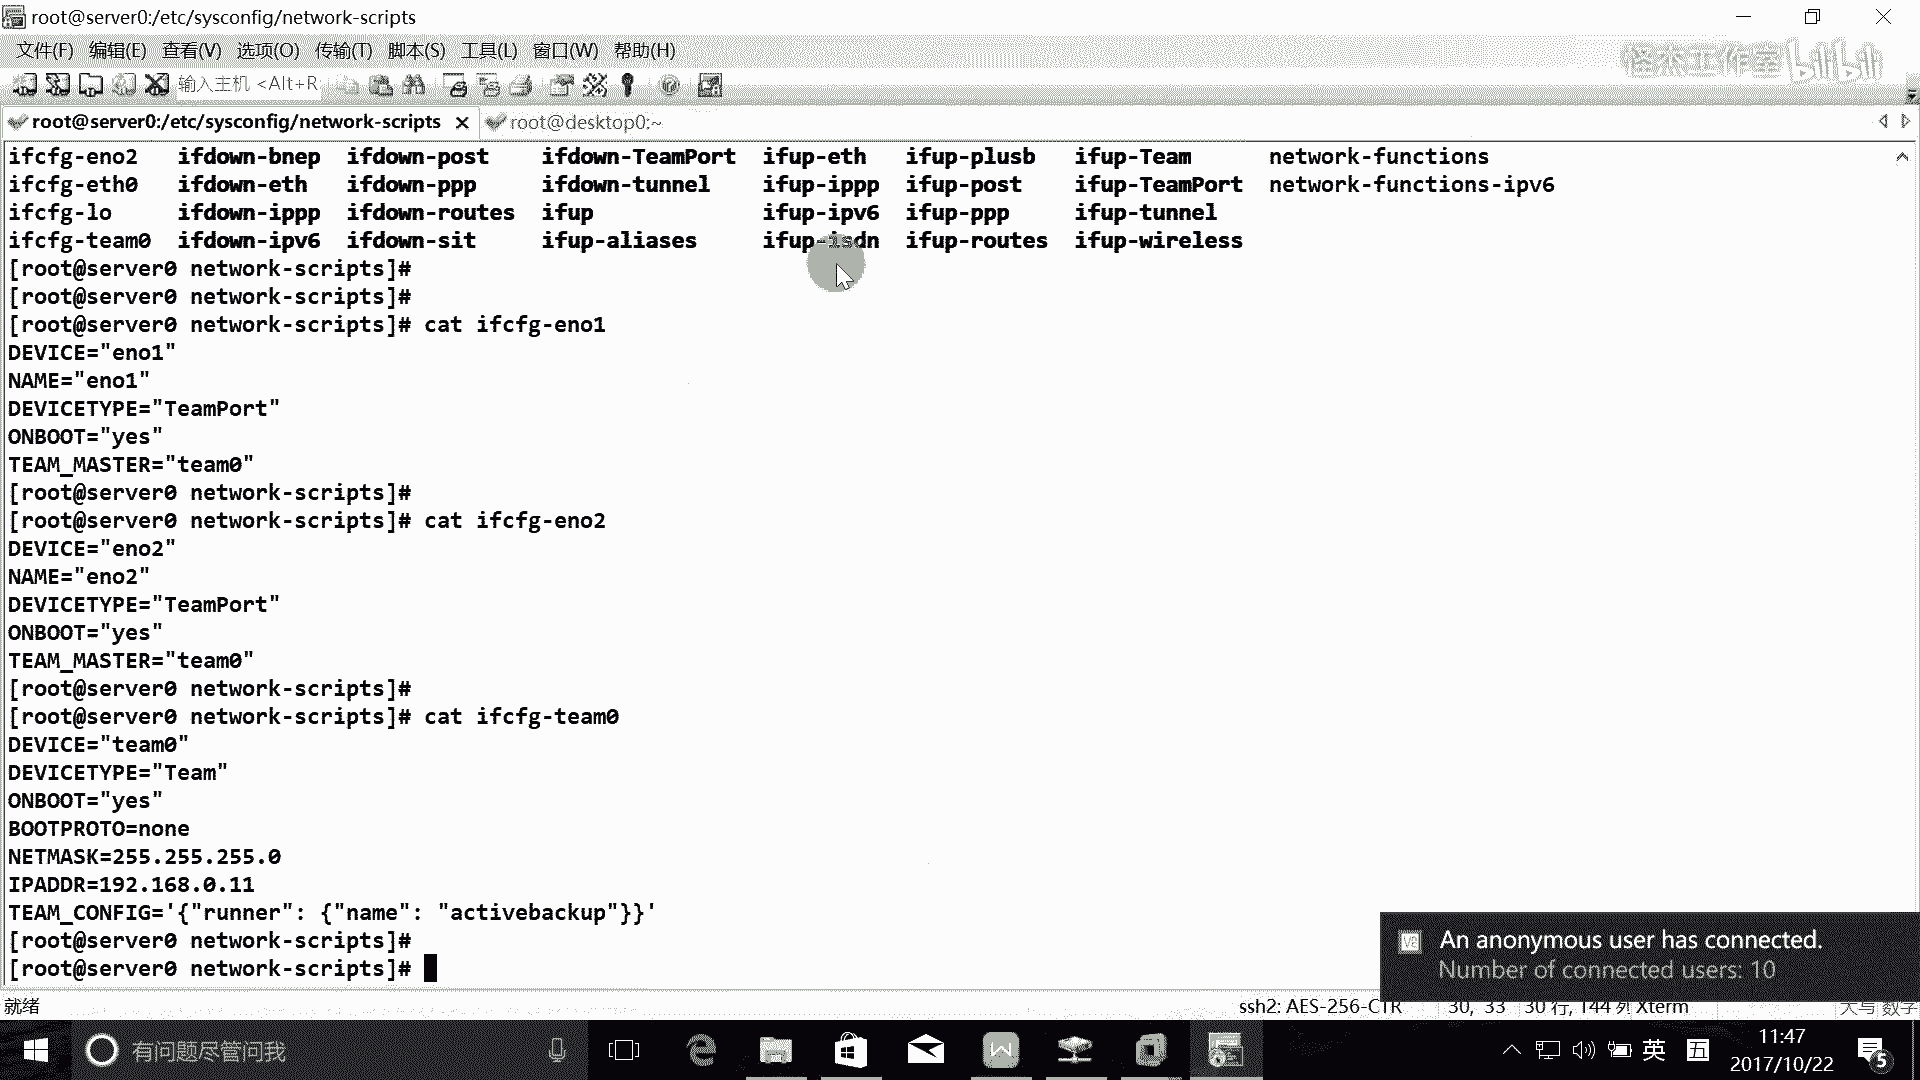 root@server0:/etc/sysconfig/network-scripts
文件(F) 编辑(E) 查看(V) 选项(O) 传输(T) 脚本(S) 工具(L) 窗口(W) 帮助(H)
输入主机 <Alt+R
root@server0:/etc/sysconfig/network-scripts root@desktop0:~
ifcfg-eno2 ifdown-bnep ifdown-post ifdown-TeamPort ifup-eth ifup-plusb ifup-Team network-functions
ifcfg-eth0 ifdown-eth ifdown-ppp ifdown-tunnel ifup-ippp ifup-post ifup-TeamPort network-functions-ipv6
ifcfg-lo ifdown-ippp ifdown-routes ifup ifup-ipv6 ifup-ppp ifup-tunnel
ifcfg-team0 ifdown-ipv6 ifdown-sit ifup-aliases ifup-isdn ifup-routes ifup-wireless
[root@server0 network-scripts]#
[root@server0 network-scripts]#
[root@server0 network-scripts]# cat ifcfg-eno1
DEVICE="eno1"
NAME="eno1"
DEVICETYPE="TeamPort"
ONBOOT="yes"
TEAM_MASTER="team0"
[root@server0 network-scripts]#
[root@server0 network-scripts]# cat ifcfg-eno2
DEVICE="eno2"
NAME="eno2"
DEVICETYPE="TeamPort"
ONBOOT="yes"
TEAM_MASTER="team0"
[root@server0 network-scripts]#
[root@server0 network-scripts]# cat ifcfg-team0
DEVICE="team0"
DEVICETYPE="Team"
ONBOOT="yes"
BOOTPROTO=none
NETMASK=255.255.255.0
IPADDR=192.168.0.11
TEAM_CONFIG='{"runner": {"name": "activebackup"}}'
[root@server0 network-scripts]#
[root@server0 network-scripts]#
An anonymous user has connected.
Number of connected users: 10
就绪 ssh2: AES-256-CTR 30, 33 30 行, 144 列 Xterm 大写 数字
有问题尽管问我
英 五 11:47
2017/10/22 5